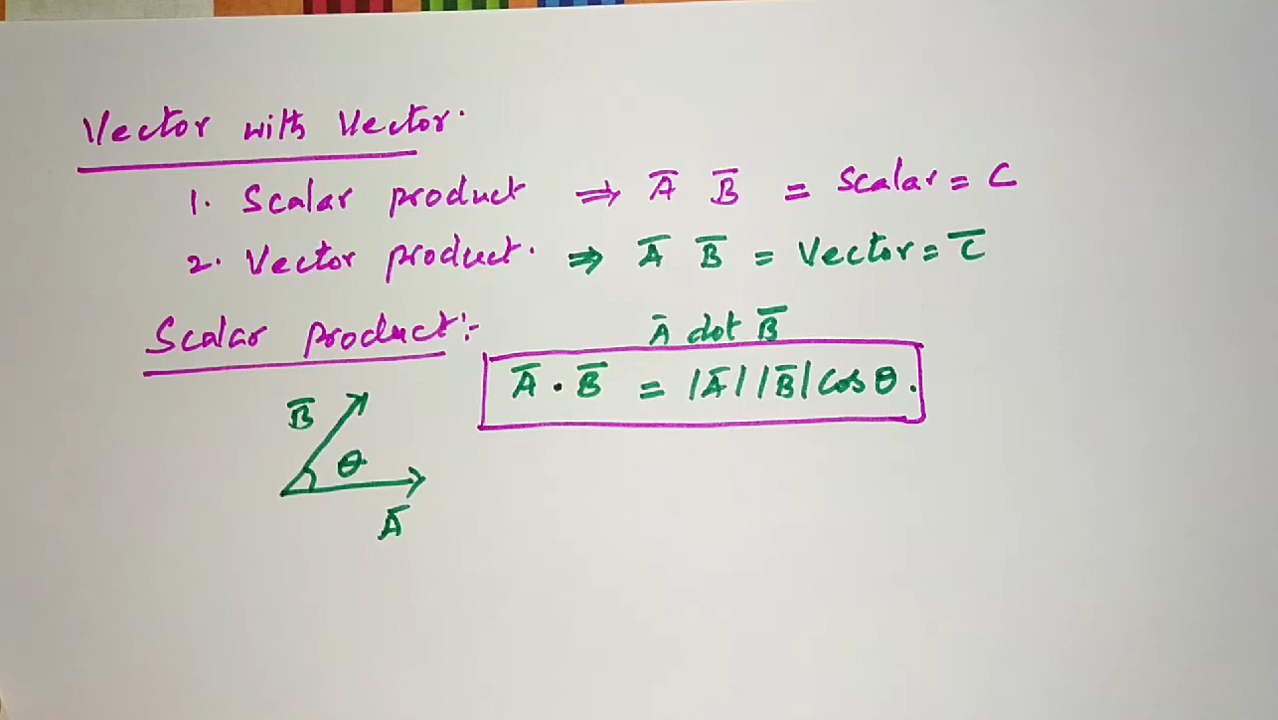 Vector with Vector.
1. Scalar product ⇒ A̅ B̅ = Scalar = C
2. Vector product. ⇒ A̅ B̅ = Vector = C̅
Scalar product:-
A̅ dot B̅
A̅ · B̅ = |A̅| |B̅| Cos θ.
B̅
θ
A̅